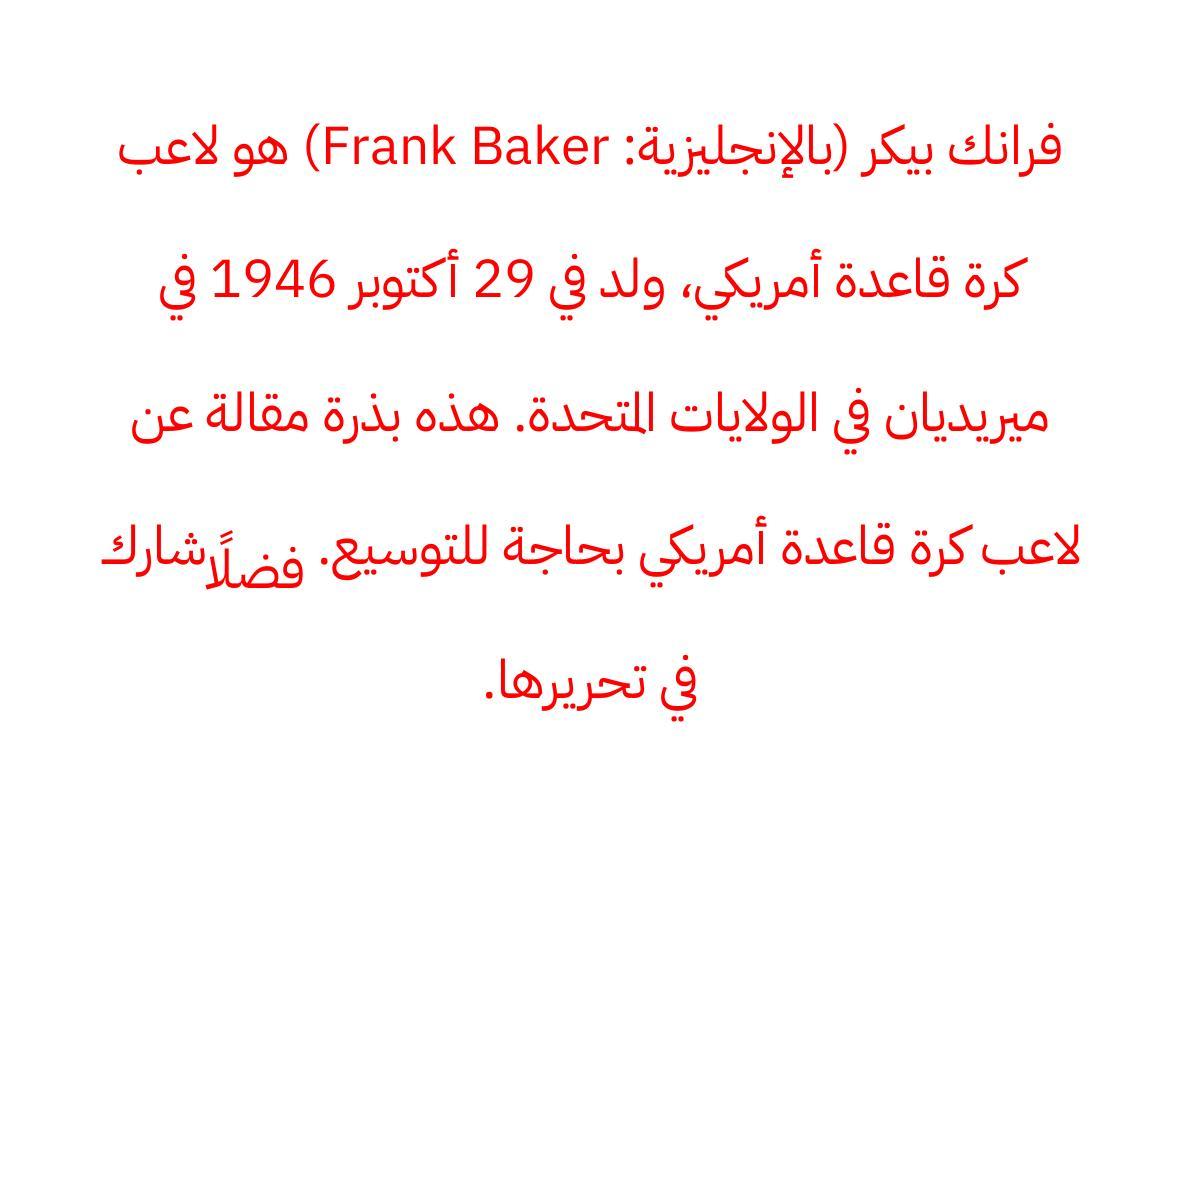 فرانك بيكر (بالإنجليزية: Frank Baker) هو لاعب
كرة قاعدة أمريكي، ولد في 29 أكتوبر 1946 في
ميريديان في الولايات المتحدة. هذه بذرة مقالة عن
لاعب كرة قاعدة أمريكي بحاجة للتوسيع. فضلًا شارك
في تحريرها.